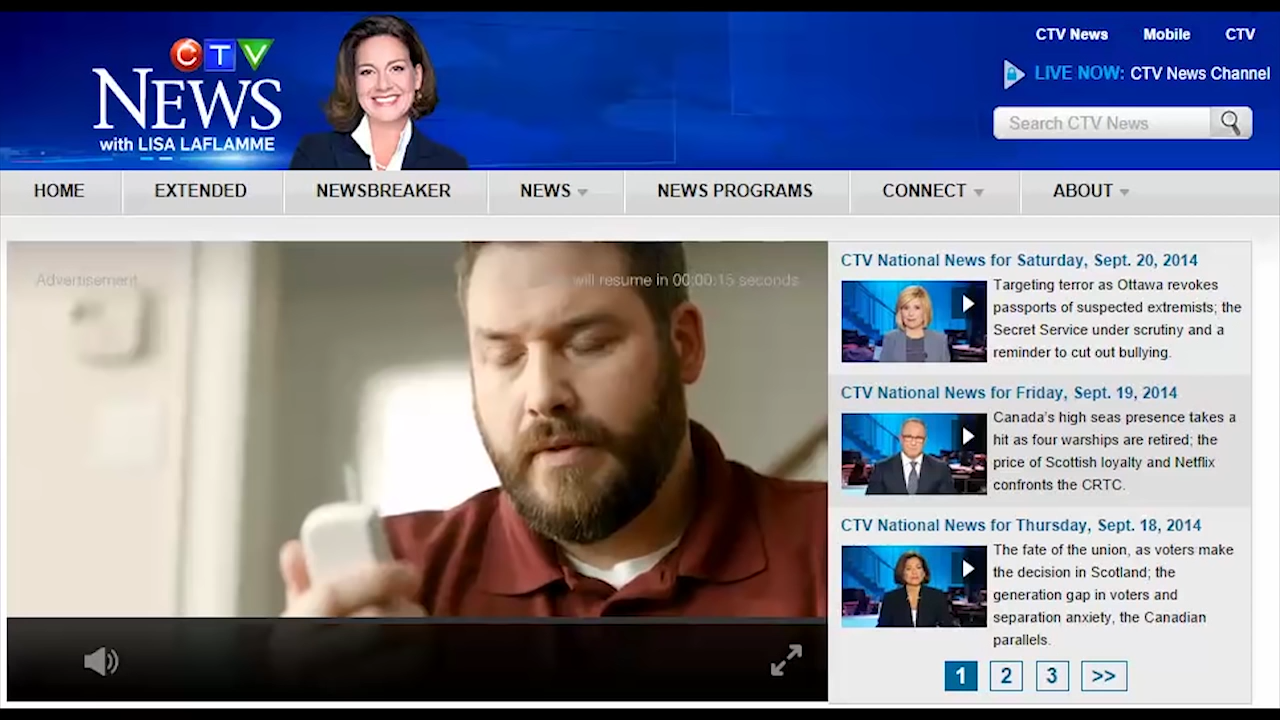 CTV
NEWS
with LISA LAFLAMME
CTV News
Mobile
CTV
LIVE NOW: CTV News Channel
Search CTV News
HOME
EXTENDED
NEWSBREAKER
NEWS
NEWS PROGRAMS
CONNECT
ABOUT
Advertisement
will resume in 00:00:15 seconds
CTV National News for Saturday, Sept. 20, 2014
Targeting terror as Ottawa revokes
passports of suspected extremists; the
Secret Service under scrutiny and a
reminder to cut out bullying.
CTV National News for Friday, Sept. 19, 2014
Canada's high seas presence takes a
hit as four warships are retired; the
price of Scottish loyalty and Netflix
confronts the CRTC.
CTV National News for Thursday, Sept. 18, 2014
The fate of the union, as voters make
the decision in Scotland; the
generation gap in voters and
separation anxiety, the Canadian
parallels.
1 2 3 >>